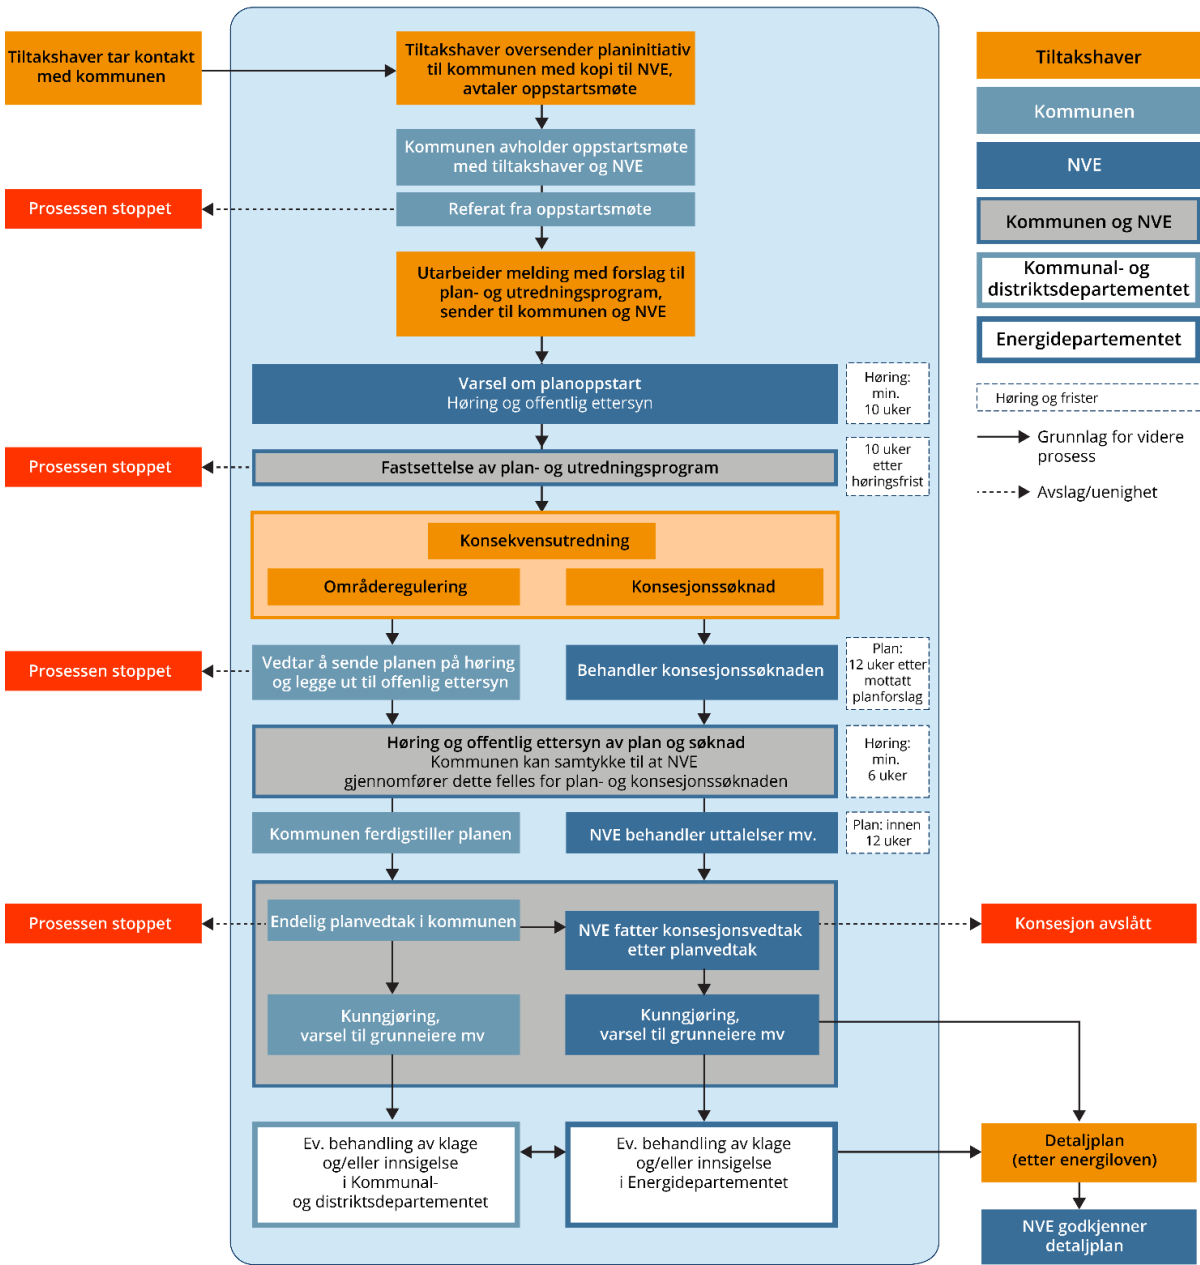 Tiltakshaver tar kontakt
med kommunen
Tiltakshaver oversender planinitiativ
til kommunen med kopi til NVE,
avtaler oppstartsmøte
Kommunen avholder oppstartsmøte
med tiltakshaver og NVE
Prosessen stoppet
Referat fra oppstartsmøte
Utarbeider melding med forslag til
plan- og utredningsprogram,
sender til kommunen og NVE
Varsel om planoppstart
Høring og offentlig ettersyn
Høring:
min.
10 uker
Prosessen stoppet
Fastsettelse av plan- og utredningsprogram
10 uker
etter
høringsfrist
Konsekvensutredning
Områderegulering
Konsesjonssøknad
Prosessen stoppet
Vedtar å sende planen på høring
og legge ut til offenlig ettersyn
Behandler konsesjonssøknaden
Plan:
12 uker etter
mottatt
planforslag
Høring og offentlig ettersyn av plan og søknad
Kommunen kan samtykke til at NVE
gjennomfører dette felles for plan- og konsesjonssøknaden
Høring:
min.
6 uker
Kommunen ferdigstiller planen
NVE behandler uttalelser mv.
Plan: innen
12 uker
Prosessen stoppet
Endelig planvedtak i kommunen
NVE fatter konsesjonsvedtak
etter planvedtak
Konsesjon avslått
Kunngjøring,
varsel til grunneiere mv
Kunngjøring,
varsel til grunneiere mv
Ev. behandling av klage
og/eller innsigelse
i Kommunal-
og distriktsdepartementet
Ev. behandling av klage
og/eller innsigelse
i Energidepartementet
Detaljplan
(etter energiloven)
NVE godkjenner
detaljplan
Tiltakshaver
Kommunen
NVE
Kommunen og NVE
Kommunal- og
distriktsdepartementet
Energidepartementet
Høring og frister
Grunnlag for videre
prosess
Avslag/uenighet